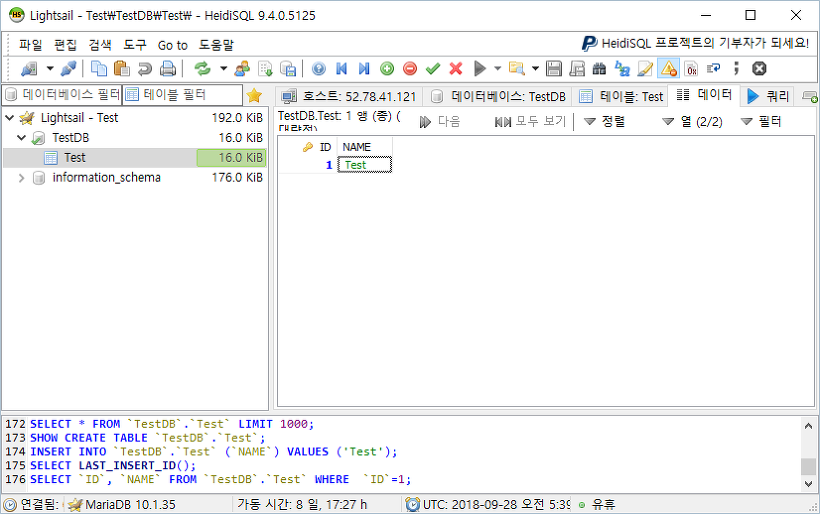 Lightsail - Test₩TestDB₩Test₩ - HeidiSQL 9.4.0.5125
파일 편집 검색 도구 Go to 도움말 HeidiSQL 프로젝트의 기부자가 되세요!
데이터베이스 필터 테이블 필터 호스트: 52.78.41.121 데이터베이스: TestDB 테이블: Test 데이터 쿼리
Lightsail - Test 192.0 KiB
TestDB 16.0 KiB
Test 16.0 KiB
information_schema 176.0 KiB
TestDB.Test: 1 행 (총) (대략적) 다음 모두 보기 정렬 열 (2/2) 필터
ID NAME
1 Test
172 SELECT * FROM `TestDB`.`Test` LIMIT 1000;
173 SHOW CREATE TABLE `TestDB`.`Test`;
174 INSERT INTO `TestDB`.`Test` (`NAME`) VALUES ('Test');
175 SELECT LAST_INSERT_ID();
176 SELECT `ID`, `NAME` FROM `TestDB`.`Test` WHERE  `ID`=1;
연결됨: MariaDB 10.1.35 가동 시간: 8 일, 17:27 h UTC: 2018-09-28 오전 5:39 유휴